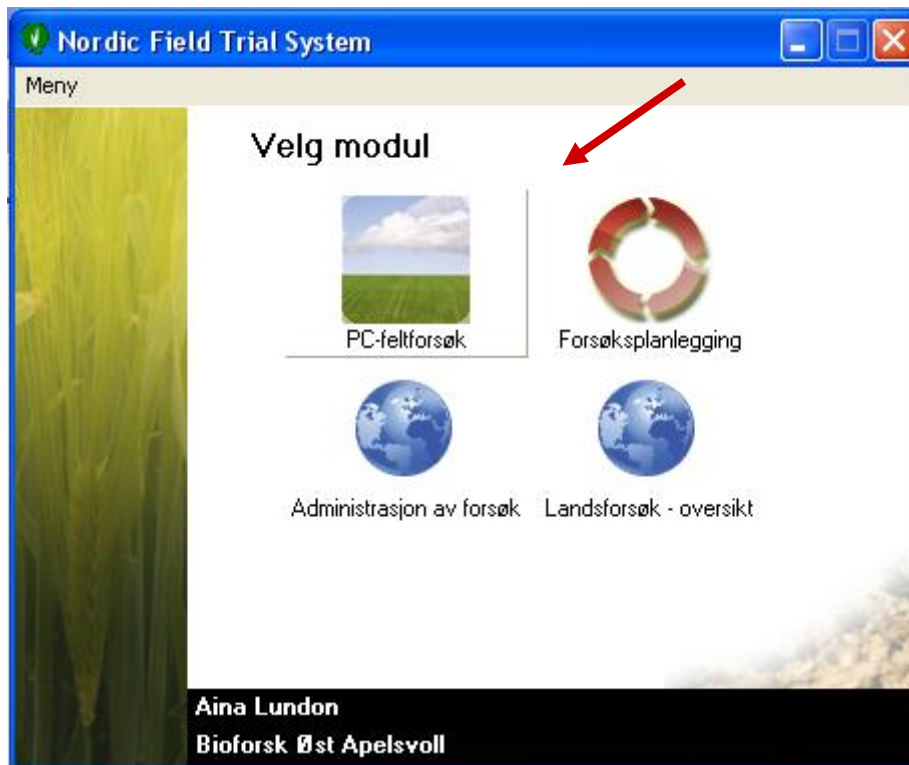 Nordic Field Trial System
Meny
Velg modul
PC-feltforsøk
Forsøksplanlegging
Administrasjon av forsøk
Landsforsøk - oversikt
Aina Lundon
Bioforsk Øst Apelsvoll